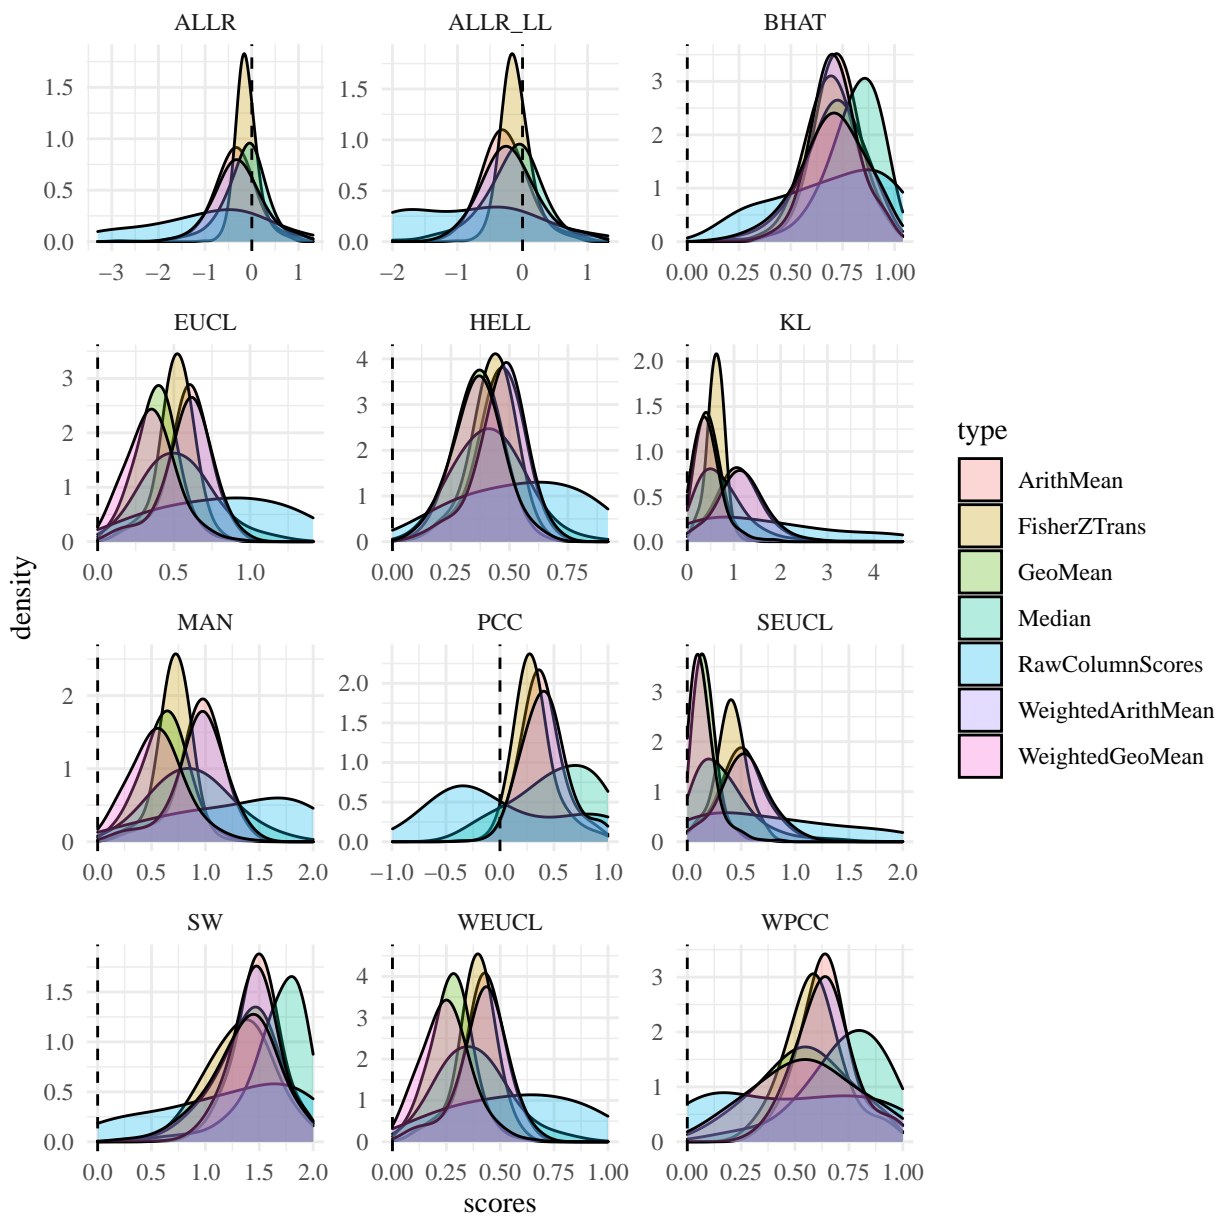 ALLR ALLR_LL BHAT
0.0 0.5 1.0 1.5
−3 −2 −1 0 1
0.0 0.5 1.0 1.5
−2 −1 0 1
0 1 2 3
0.00 0.25 0.50 0.75 1.00
EUCL HELL KL
0 1 2 3
0.0 0.5 1.0
0 1 2 3 4
0.00 0.25 0.50 0.75
0.0 0.5 1.0 1.5 2.0
0 1 2 3 4
MAN PCC SEUCL
0 1 2
0.0 0.5 1.0 1.5 2.0
0.0 0.5 1.0 1.5 2.0
−1.0 −0.5 0.0 0.5 1.0
0 1 2 3
0.0 0.5 1.0 1.5 2.0
SW WEUCL WPCC
0.0 0.5 1.0 1.5
0.0 0.5 1.0 1.5 2.0
0 1 2 3 4
0.00 0.25 0.50 0.75 1.00
0 1 2 3
0.00 0.25 0.50 0.75 1.00
density
scores
type
ArithMean
FisherZTrans
GeoMean
Median
RawColumnScores
WeightedArithMean
WeightedGeoMean